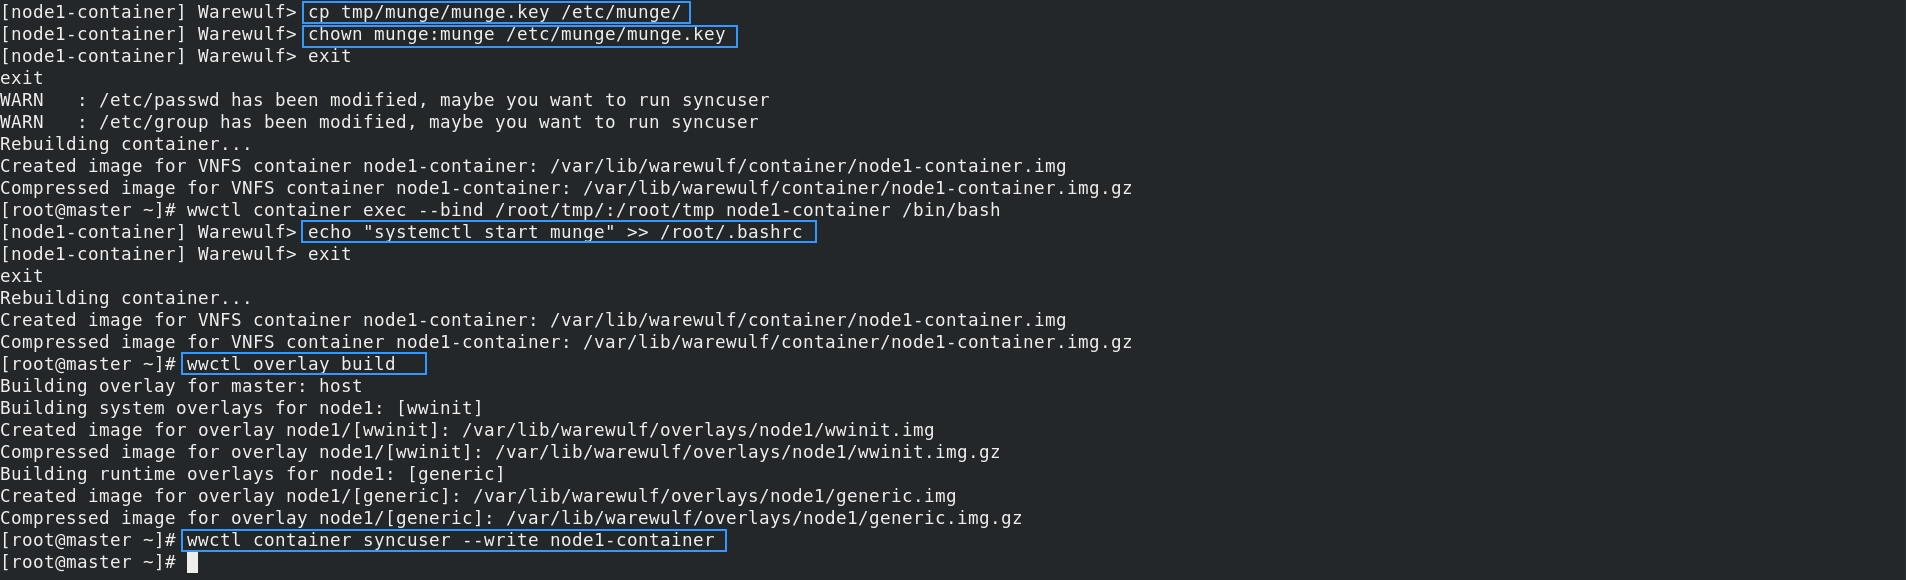 [node1-container] Warewulf> cp tmp/munge/munge.key /etc/munge/
[node1-container] Warewulf> chown munge:munge /etc/munge/munge.key
[node1-container] Warewulf> exit
exit
WARN   : /etc/passwd has been modified, maybe you want to run syncuser
WARN   : /etc/group has been modified, maybe you want to run syncuser
Rebuilding container...
Created image for VNFS container node1-container: /var/lib/warewulf/container/node1-container.img
Compressed image for VNFS container node1-container: /var/lib/warewulf/container/node1-container.img.gz
[root@master ~]# wwctl container exec --bind /root/tmp/:/root/tmp node1-container /bin/bash
[node1-container] Warewulf> echo "systemctl start munge" >> /root/.bashrc
[node1-container] Warewulf> exit
exit
Rebuilding container...
Created image for VNFS container node1-container: /var/lib/warewulf/container/node1-container.img
Compressed image for VNFS container node1-container: /var/lib/warewulf/container/node1-container.img.gz
[root@master ~]# wwctl overlay build
Building overlay for master: host
Building system overlays for node1: [wwinit]
Created image for overlay node1/[wwinit]: /var/lib/warewulf/overlays/node1/wwinit.img
Compressed image for overlay node1/[wwinit]: /var/lib/warewulf/overlays/node1/wwinit.img.gz
Building runtime overlays for node1: [generic]
Created image for overlay node1/[generic]: /var/lib/warewulf/overlays/node1/generic.img
Compressed image for overlay node1/[generic]: /var/lib/warewulf/overlays/node1/generic.img.gz
[root@master ~]# wwctl container syncuser --write node1-container
[root@master ~]#